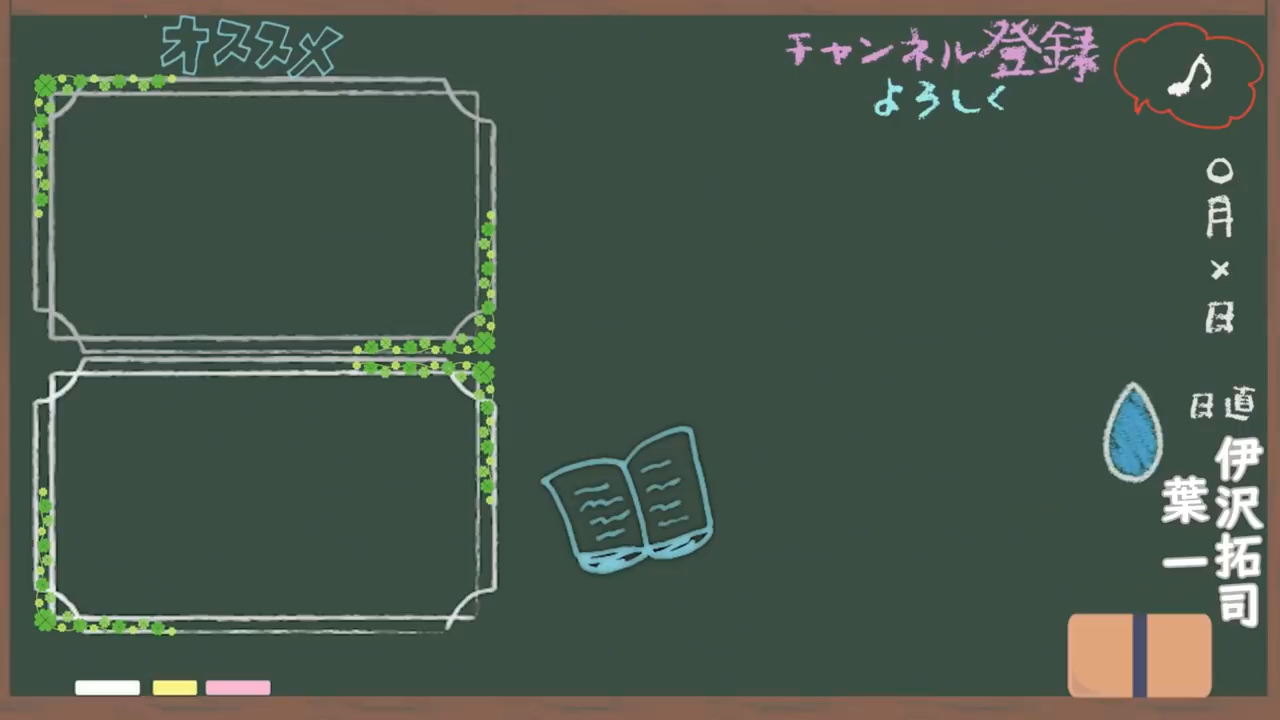 オススメ
チャンネル登録
よろしく
○月×日
日直
伊沢拓司
葉一